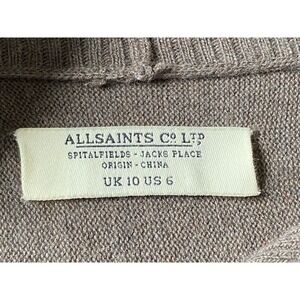 ALLSAINTS Cº LTD
SPITALFIELDS - JACKS PLACE
ORIGIN - CHINA
UK 10 US 6